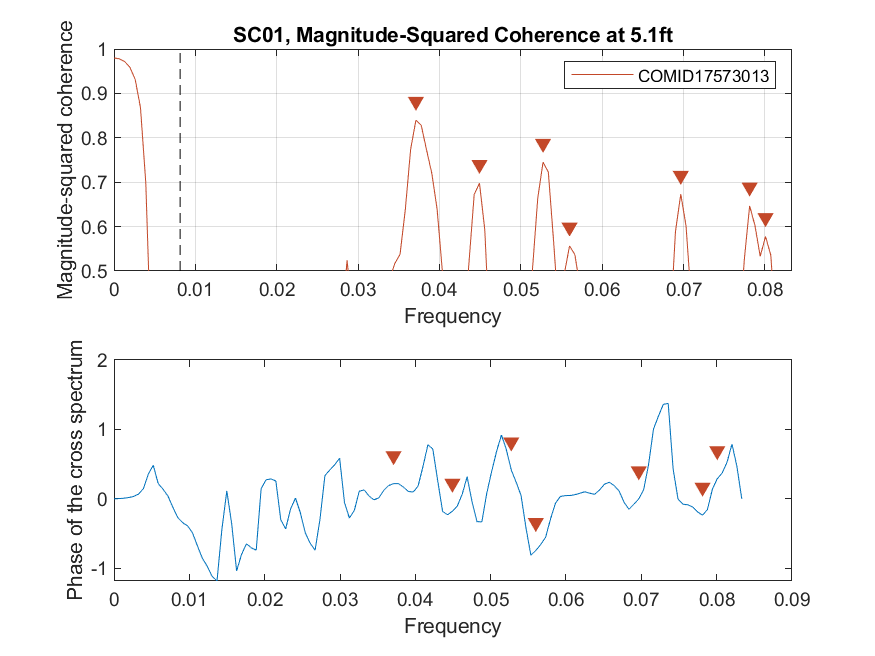 SC01, Magnitude-Squared Coherence at 5.1ft
Magnitude-squared coherence
1
0.9
0.8
0.7
0.6
0.5
COMID17573013
0 0.01 0.02 0.03 0.04 0.05 0.06 0.07 0.08
Frequency
Phase of the cross spectrum
2
1
0
-1
0 0.01 0.02 0.03 0.04 0.05 0.06 0.07 0.08 0.09
Frequency